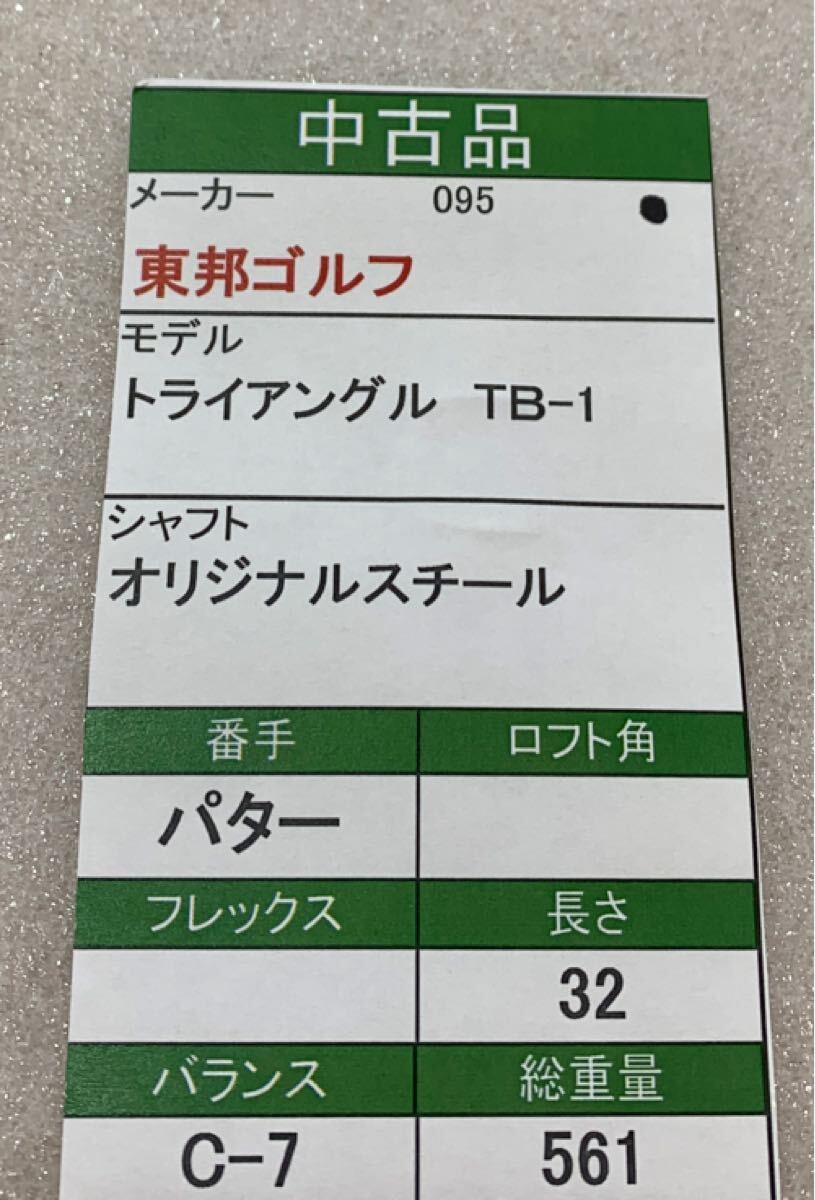 中古品
メーカー 095
東邦ゴルフ
モデル
トライアングル TB-1
シャフト
オリジナルスチール
番手 ロフト角
パター
フレックス 長さ
32
バランス 総重量
C-7 561